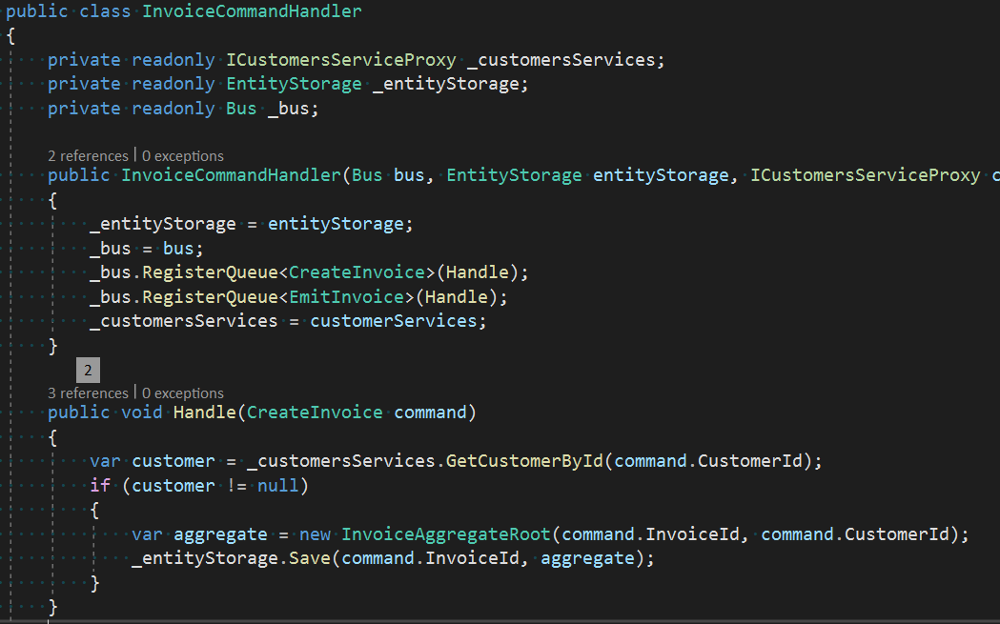 public class InvoiceCommandHandler
{
private readonly ICustomersServiceProxy _customersServices;
private readonly EntityStorage _entityStorage;
private readonly Bus _bus;
2 references | 0 exceptions
public InvoiceCommandHandler(Bus bus, EntityStorage entityStorage, ICustomersServiceProxy c
{
_entityStorage = entityStorage;
_bus = bus;
_bus.RegisterQueue<CreateInvoice>(Handle);
_bus.RegisterQueue<EmitInvoice>(Handle);
_customersServices = customerServices;
}
2
3 references | 0 exceptions
public void Handle(CreateInvoice command)
{
var customer = _customersServices.GetCustomerById(command.CustomerId);
if (customer != null)
{
var aggregate = new InvoiceAggregateRoot(command.InvoiceId, command.CustomerId);
_entityStorage.Save(command.InvoiceId, aggregate);
}
}